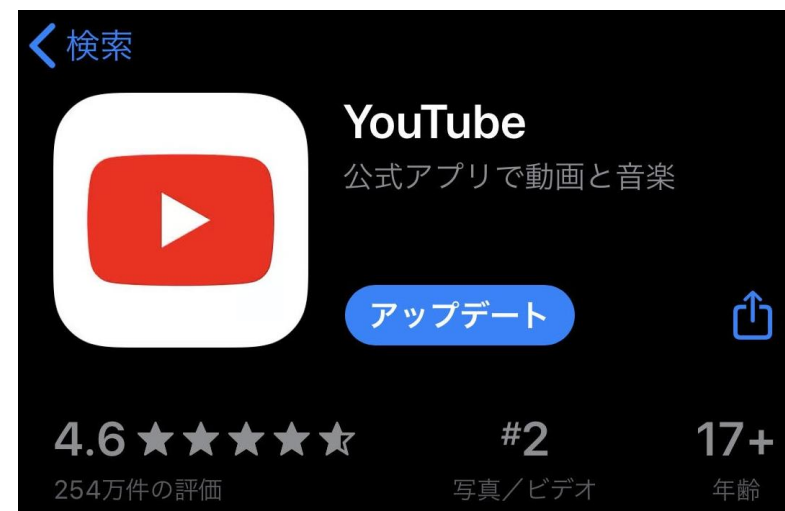 検索
YouTube
公式アプリで動画と音楽
アップデート
4.6
#2
17+
254万件の評価
写真/ビデオ
年齢